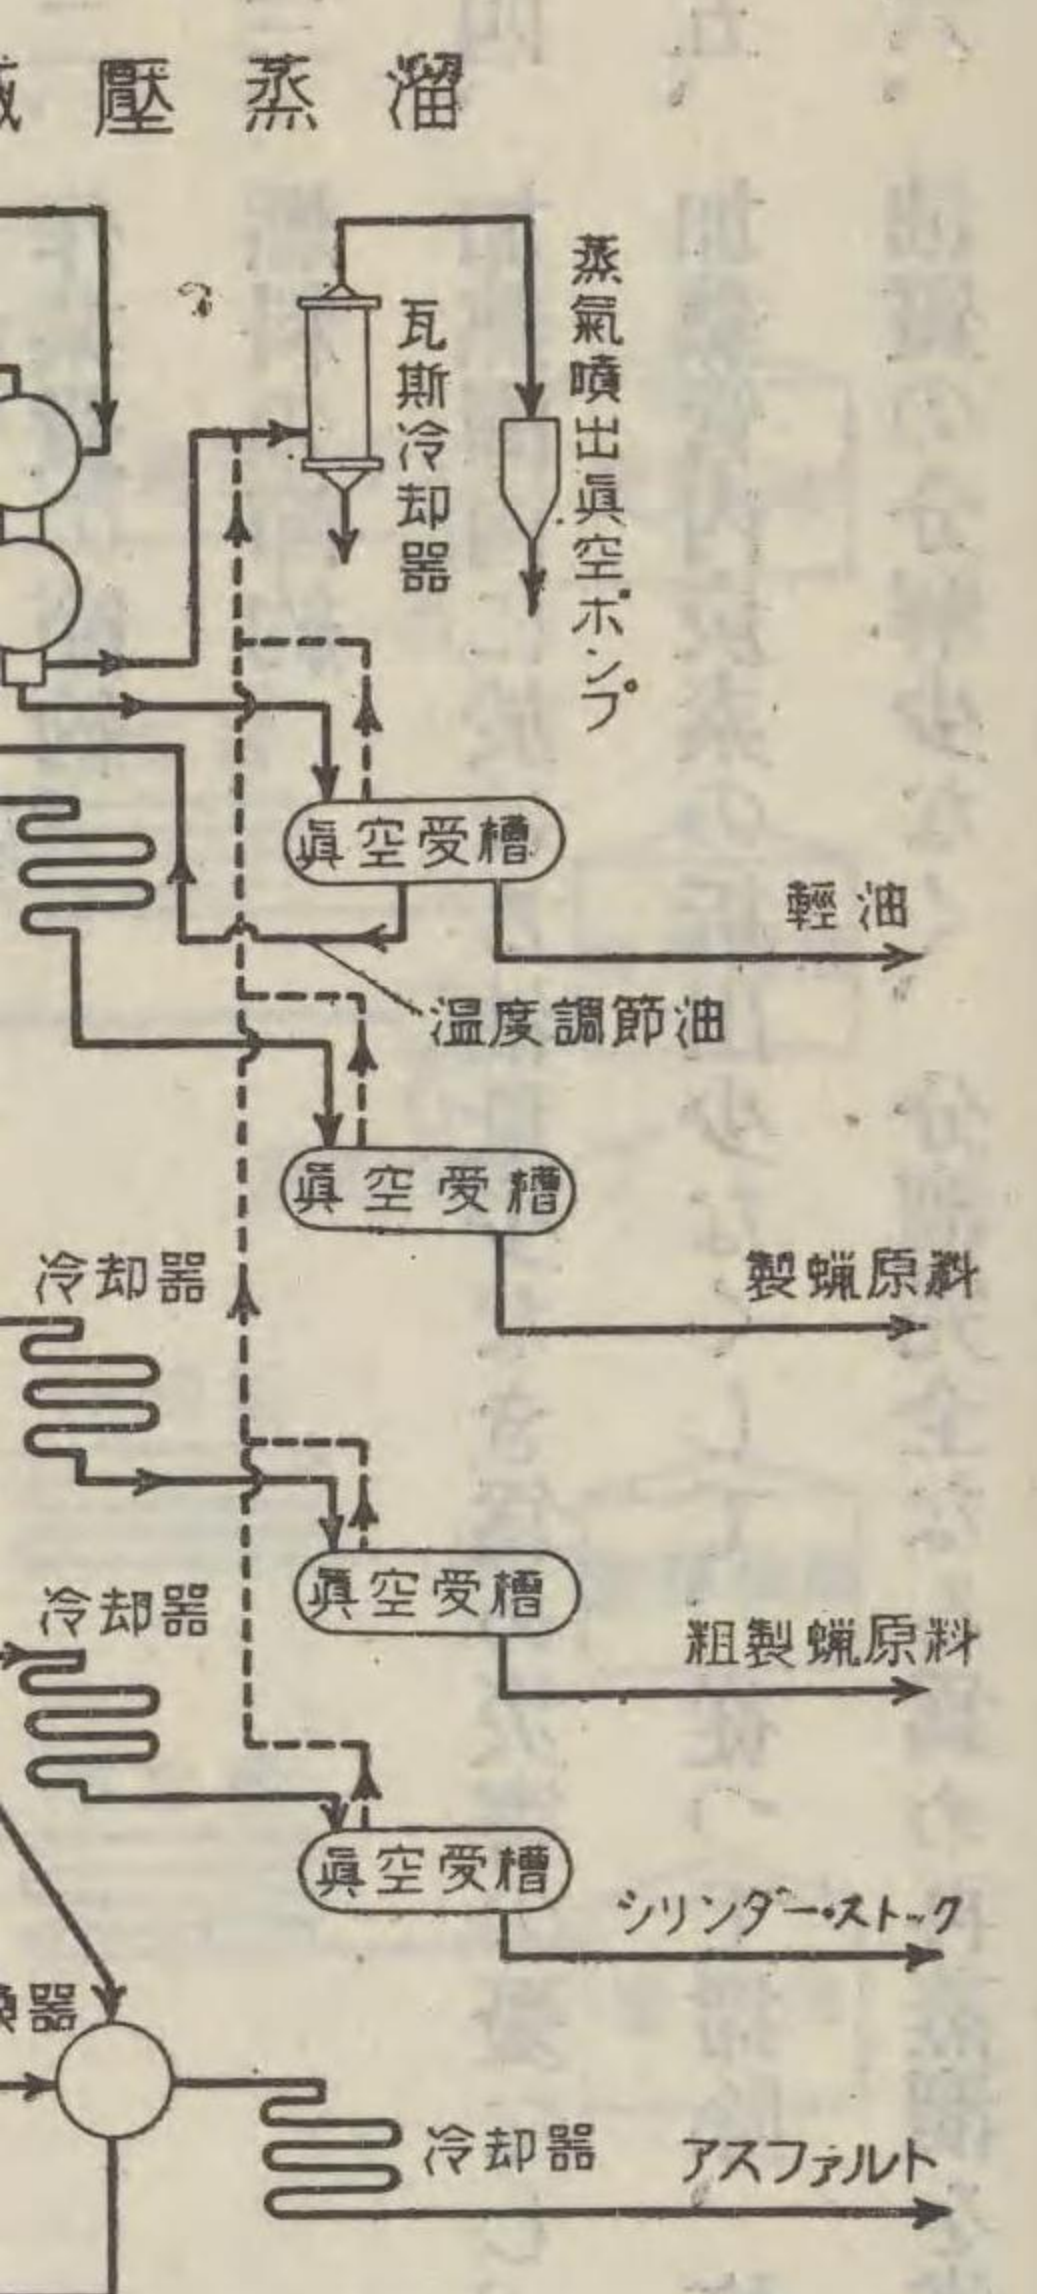 壓蒸溜
蒸氣噴出眞空ポンプ
瓦斯冷却器
眞空受槽
輕油
温度調節油
眞空受槽
冷却器
製蝋原料
眞空受槽
冷却器
粗製蝋原料
眞空受槽
シリンダー・ストック
器
冷却器
アスファルト